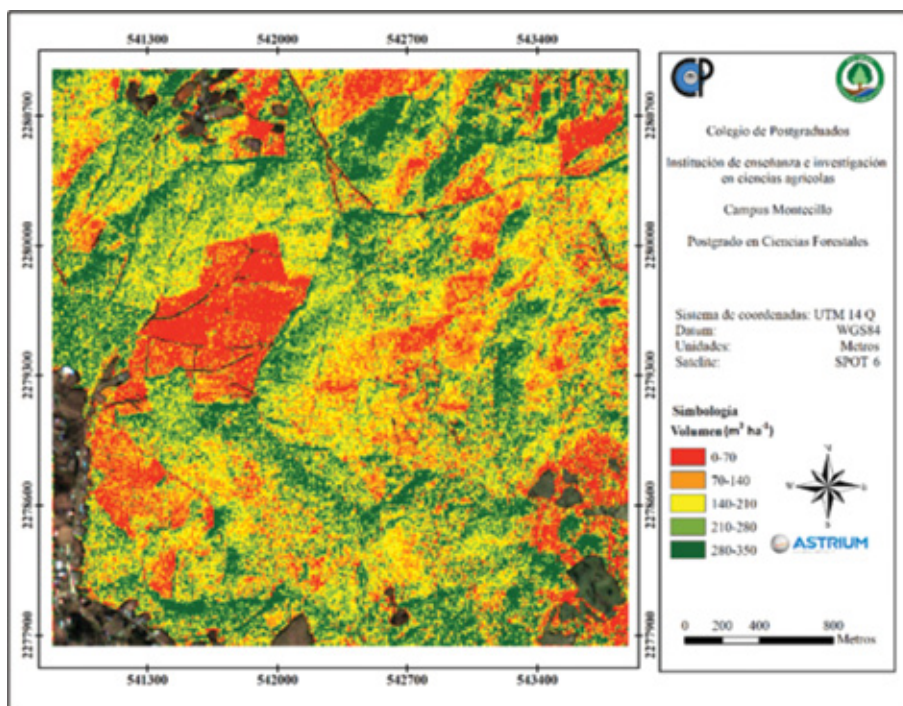 541300 542000 542700 543400
2280700 2280700
2280000 2280000
2279300 2279300
2278600 2278600
2277900 2277900
541300 542000 542700 543400
CP
Colegio de Postgraduados
Institución de enseñanza e investigación
en ciencias agrícolas
Campus Montecillo
Postgrado en Ciencias Forestales
Sistema de coordenadas: UTM 14 Q
Datum: WGS84
Unidades: Metros
Satelite: SPOT 6
Simbología
Volumen (m³ ha⁻¹)
0-70
70-140
140-210
210-280
280-350
N
W E
S
ASTRIUM
0 200 400 800
Metros